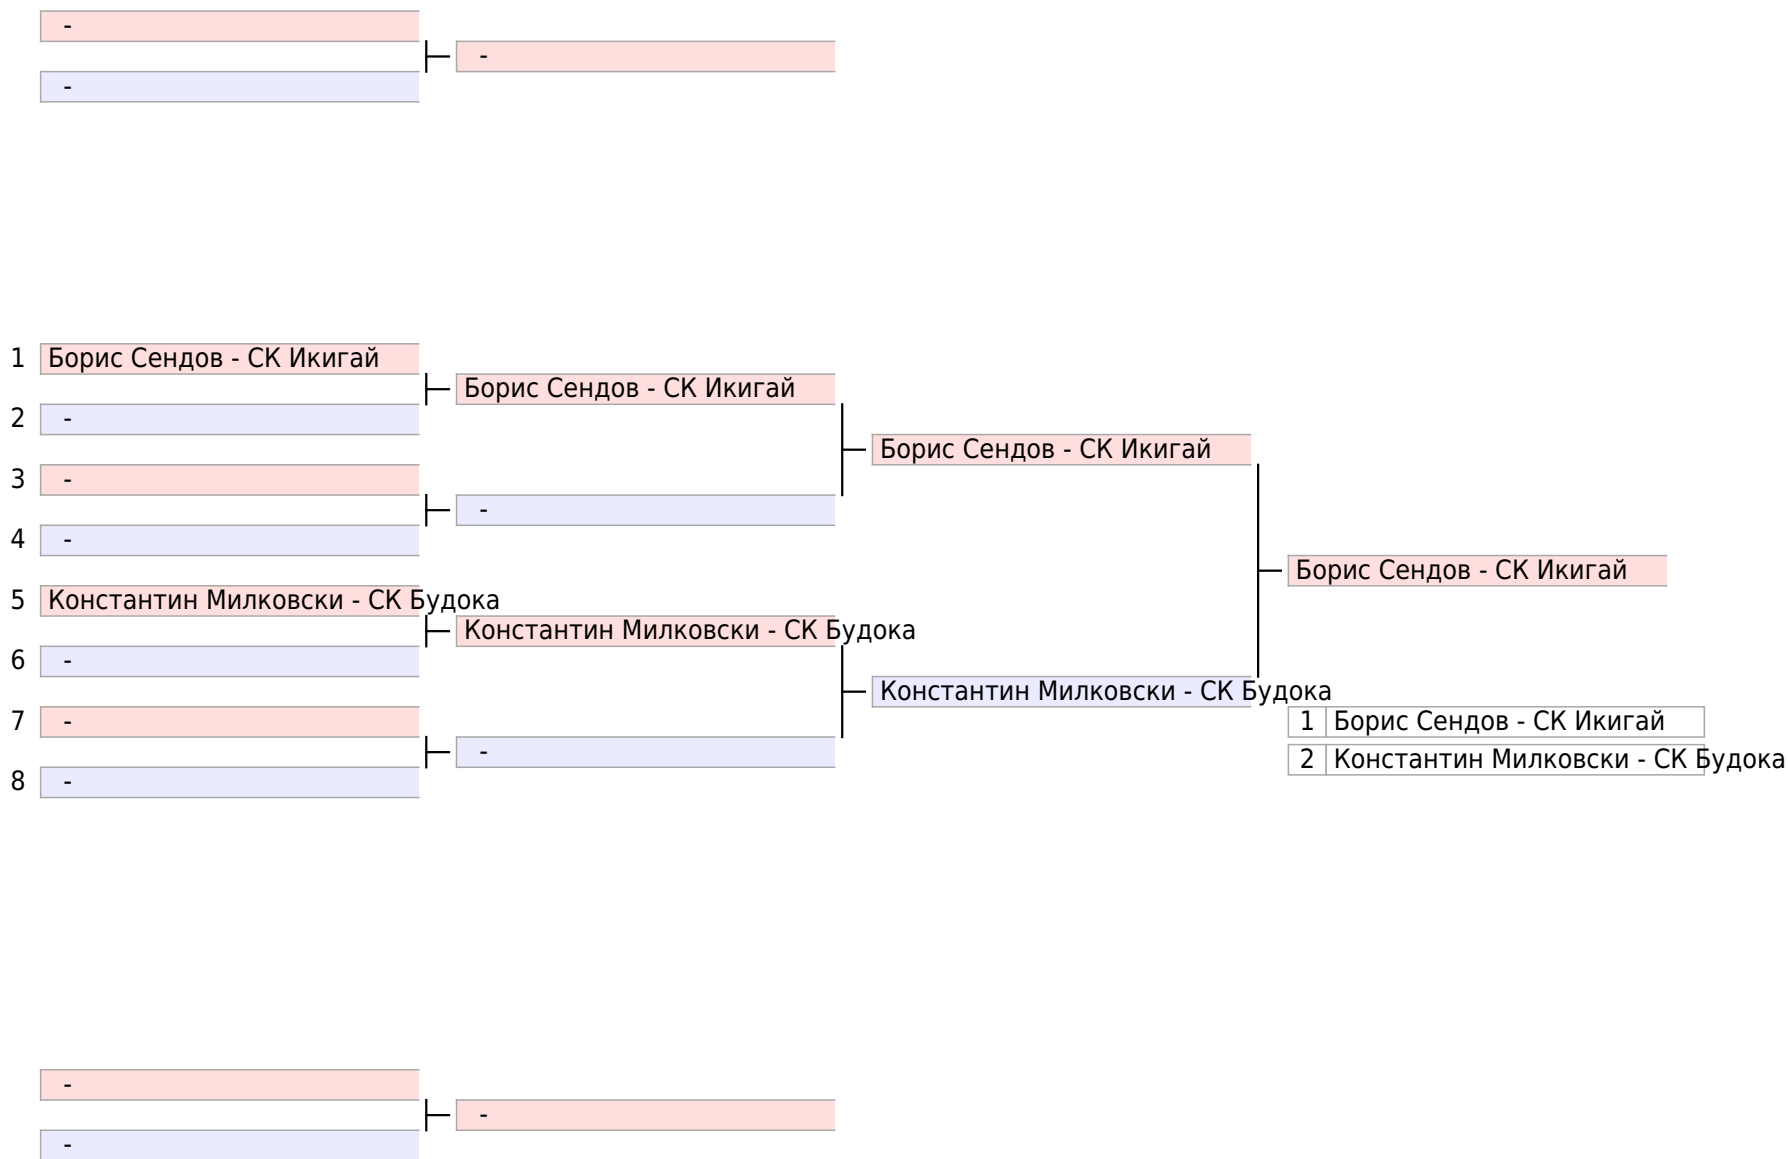 -
-
-
1 Борис Сендов - СК Икигай
Борис Сендов - СК Икигай
2 -
Борис Сендов - СК Икигай
3 -
-
4 -
Борис Сендов - СК Икигай
5 Константин Милковски - СК Будока
Константин Милковски - СК Будока
6 -
Константин Милковски - СК Будока
7 -
1 Борис Сендов - СК Икигай
-
2 Константин Милковски - СК Будока
8 -
-
-
-